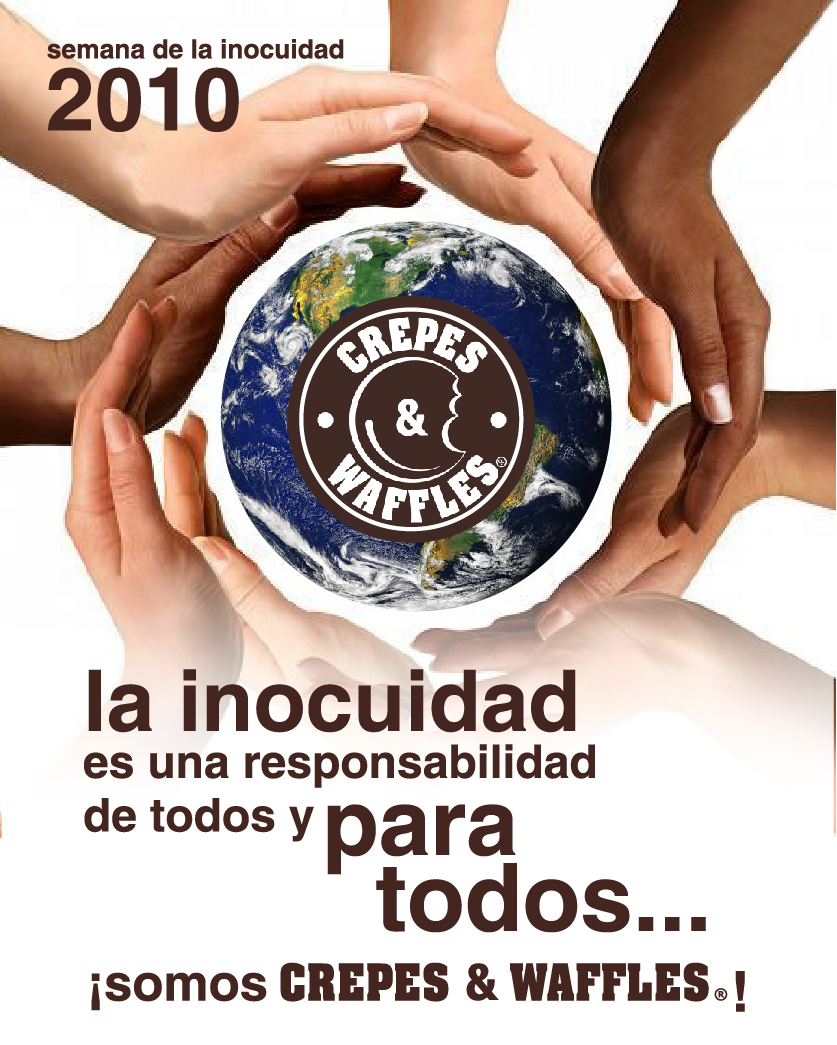 semana de la inocuidad
2010
CREPES
&
WAFFLES®
la inocuidad
es una responsabilidad
de todos y para
todos...
¡somos CREPES & WAFFLES®!